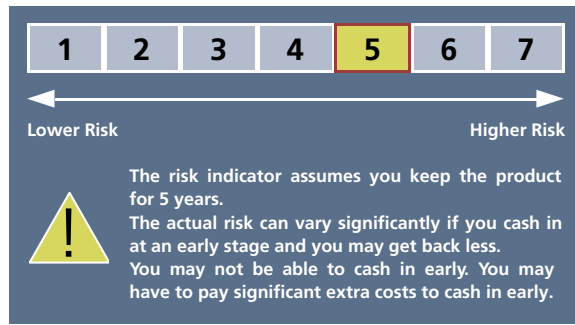 1 2 3 4 5 6 7
Lower Risk Higher Risk
The risk indicator assumes you keep the product
for 5 years.
The actual risk can vary significantly if you cash in
at an early stage and you may get back less.
You may not be able to cash in early. You may
have to pay significant extra costs to cash in early.
!